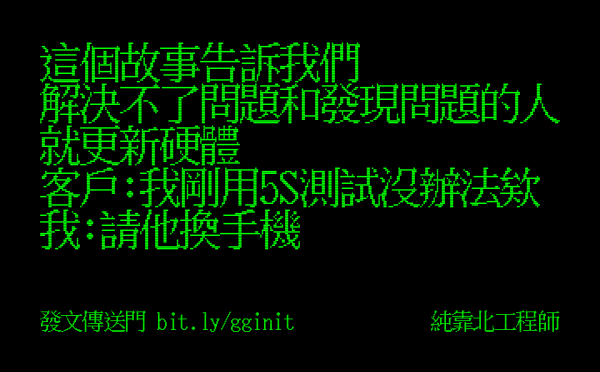 這個故事告訴我們
解決不了問題和發現問題的人
就更新硬體
客戶:我剛用5S測試沒辦法欸
我:請他換手機
發文傳送門 bit.ly/gginit
純靠北工程師